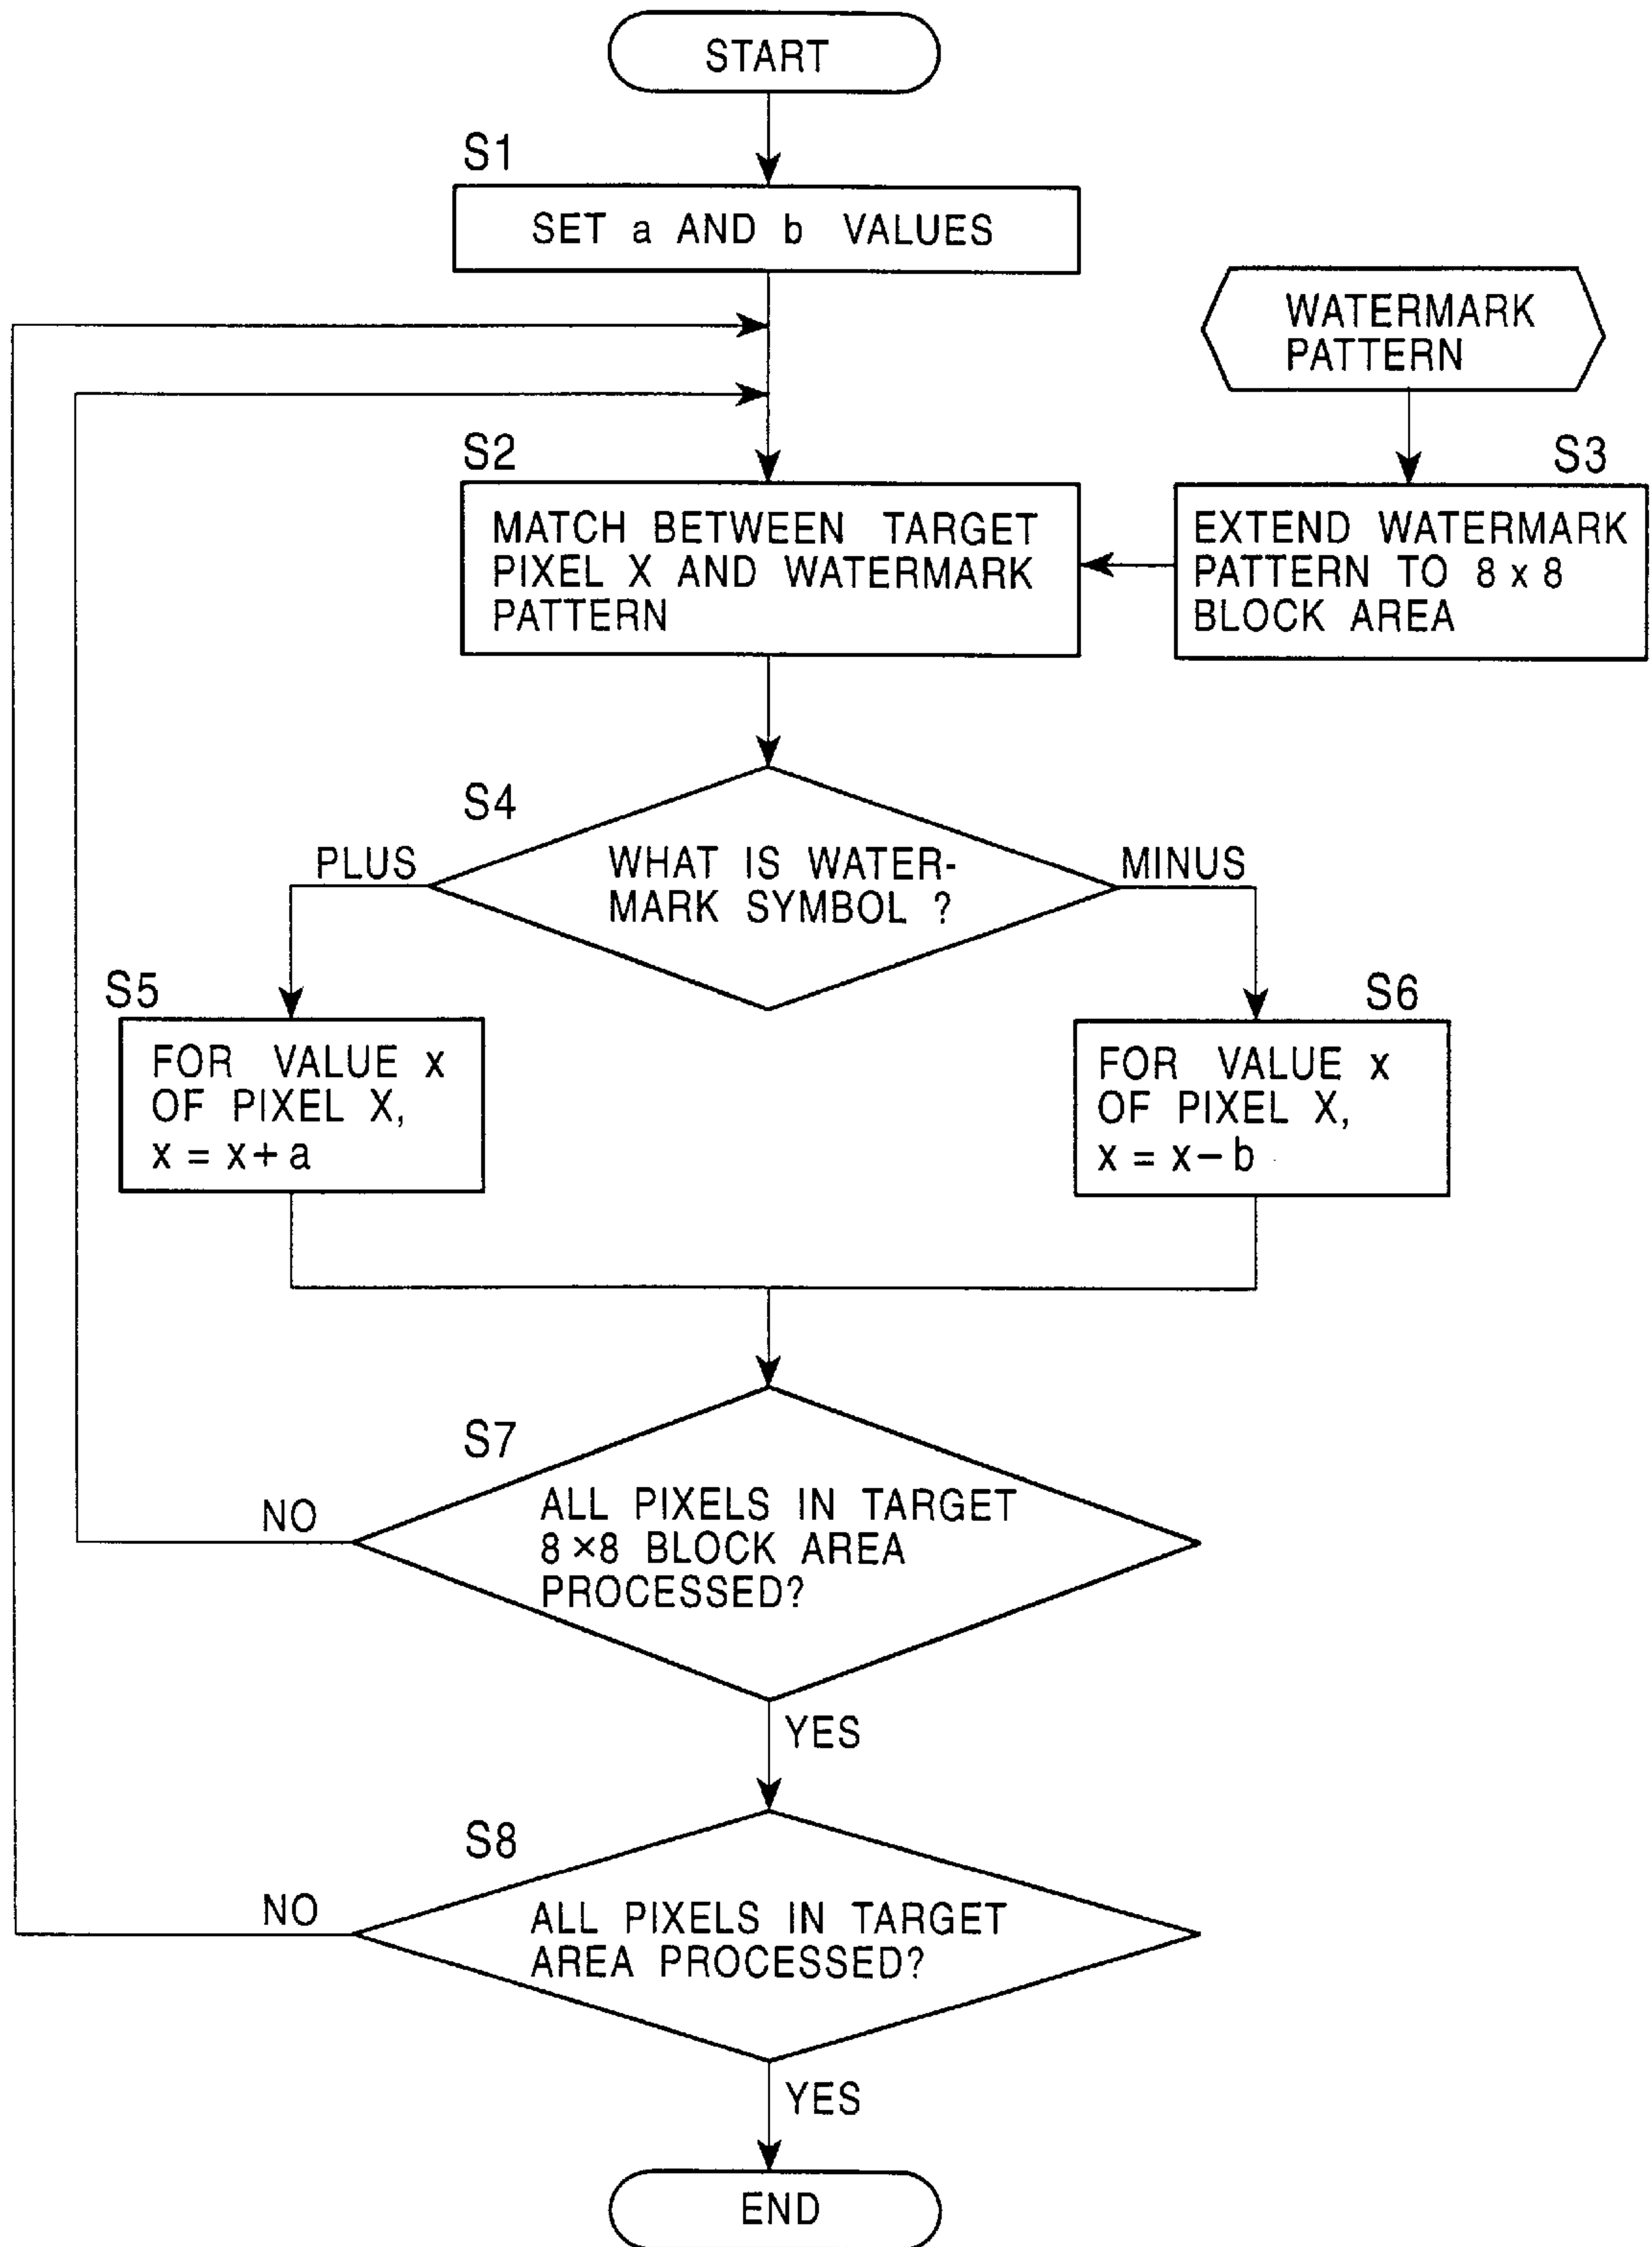 START
S1
SET a AND b VALUES
WATERMARK
PATTERN
S2
MATCH BETWEEN TARGET
PIXEL X AND WATERMARK
PATTERN
S3
EXTEND WATERMARK
PATTERN TO 8 x 8
BLOCK AREA
S4
PLUS
WHAT IS WATER-
MARK SYMBOL ?
MINUS
S5
FOR VALUE x
OF PIXEL X,
x = x + a
S6
FOR VALUE x
OF PIXEL X,
x = x – b
S7
NO
ALL PIXELS IN TARGET
8 ×8 BLOCK AREA
PROCESSED?
YES
S8
NO
ALL PIXELS IN TARGET
AREA PROCESSED?
YES
END